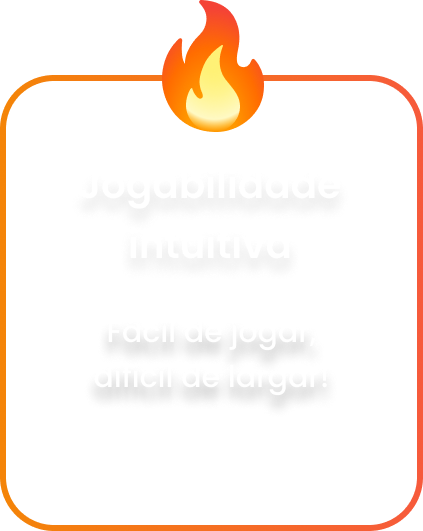 Jogabilidade
intuitiva
Fácil de jogar,
difícil de largar!